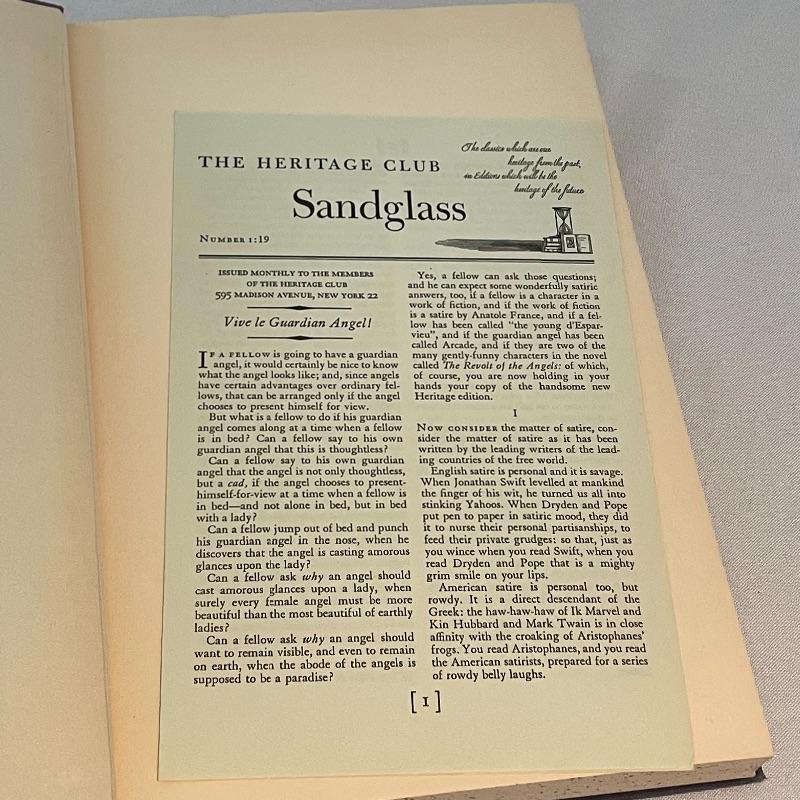 THE HERITAGE CLUB
The classics which are our
heritage from the past,
in Editions which will be the
heritage of the future
Sandglass
NUMBER 1:19
ISSUED MONTHLY TO THE MEMBERS
OF THE HERITAGE CLUB
595 MADISON AVENUE, NEW YORK 22
Vive le Guardian Angel!
IF A FELLOW is going to have a guardian
angel, it would certainly be nice to know
what the angel looks like; and, since angels
have certain advantages over ordinary fel-
lows, that can be arranged only if the angel
chooses to present himself for view.
But what is a fellow to do if his guardian
angel comes along at a time when a fellow
is in bed? Can a fellow say to his own
guardian angel that this is thoughtless?
Can a fellow say to his own guardian
angel that the angel is not only thoughtless,
but a cad, if the angel chooses to present-
himself-for-view at a time when a fellow is
in bed—and not alone in bed, but in bed
with a lady?
Can a fellow jump out of bed and punch
his guardian angel in the nose, when he
discovers that the angel is casting amorous
glances upon the lady?
Can a fellow ask why an angel should
cast amorous glances upon a lady, when
surely every female angel must be more
beautiful than the most beautiful of earthly
ladies?
Can a fellow ask why an angel should
want to remain visible, and even to remain
on earth, when the abode of the angels is
supposed to be a paradise?
Yes, a fellow can ask those questions;
and he can expect some wonderfully satiric
answers, too, if a fellow is a character in a
work of fiction, and if the work of fiction
is a satire by Anatole France, and if a fel-
low has been called "the young d'Espar-
vieu", and if the guardian angel has been
called Arcade, and if they are two of the
many gently-funny characters in the novel
called The Revolt of the Angels: of which,
of course, you are now holding in your
hands your copy of the handsome new
Heritage edition.
I
NOW CONSIDER the matter of satire, con-
sider the matter of satire as it has been
written by the leading writers of the lead-
ing countries of the free world.
English satire is personal and it is savage.
When Jonathan Swift levelled at mankind
the finger of his wit, he turned us all into
stinking Yahoos. When Dryden and Pope
put pen to paper in satiric mood, they did
it to nurse their personal partisanships, to
feed their private grudges: so that, just as
you wince when you read Swift, when you
read Dryden and Pope that is a mighty
grim smile on your lips.
American satire is personal too, but
rowdy. It is a direct descendant of the
Greek: the haw-haw-haw of Ik Marvel and
Kin Hubbard and Mark Twain is in close
affinity with the croaking of Aristophanes'
frogs. You read Aristophanes, and you read
the American satirists, prepared for a series
of rowdy belly laughs.
[ 1 ]